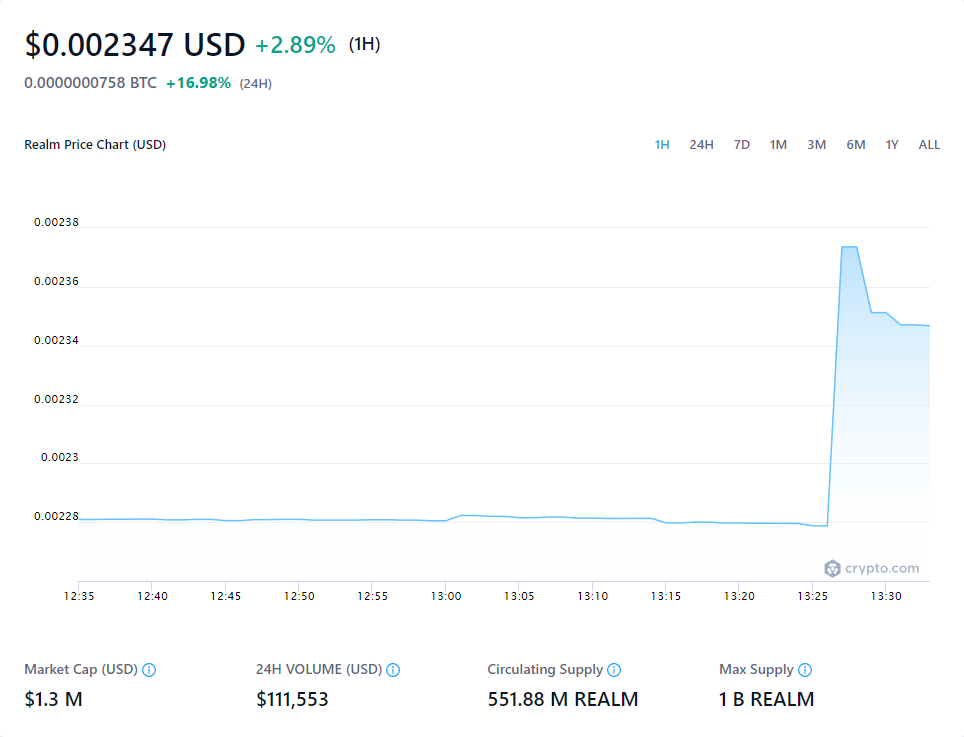 $0.002347 USD +2.89% (1H)
0.0000000758 BTC +16.98% (24H)
Realm Price Chart (USD) 1H 24H 7D 1M 3M 6M 1Y ALL
0.00238
0.00236
0.00234
0.00232
0.0023
0.00228
crypto.com
12:35 12:40 12:45 12:50 12:55 13:00 13:05 13:10 13:15 13:20 13:25 13:30
Market Cap (USD) 24H VOLUME (USD) Circulating Supply Max Supply
$1.3 M $111,553 551.88 M REALM 1 B REALM